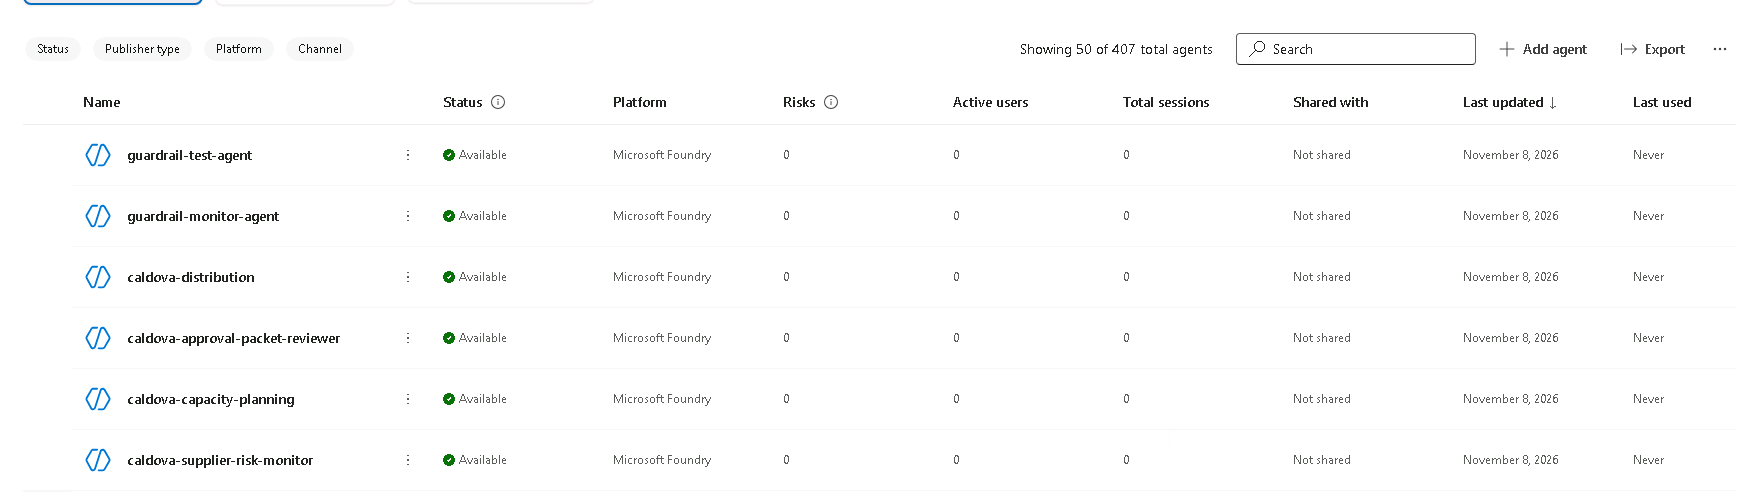 Status Publisher type Platform Channel Showing 50 of 407 total agents Search Add agent Export
Name Status Platform Risks Active users Total sessions Shared with Last updated ↓ Last used
guardrail-test-agent Available Microsoft Foundry 0 0 0 Not shared November 8, 2026 Never
guardrail-monitor-agent Available Microsoft Foundry 0 0 0 Not shared November 8, 2026 Never
caldova-distribution Available Microsoft Foundry 0 0 0 Not shared November 8, 2026 Never
caldova-approval-packet-reviewer Available Microsoft Foundry 0 0 0 Not shared November 8, 2026 Never
caldova-capacity-planning Available Microsoft Foundry 0 0 0 Not shared November 8, 2026 Never
caldova-supplier-risk-monitor Available Microsoft Foundry 0 0 0 Not shared November 8, 2026 Never